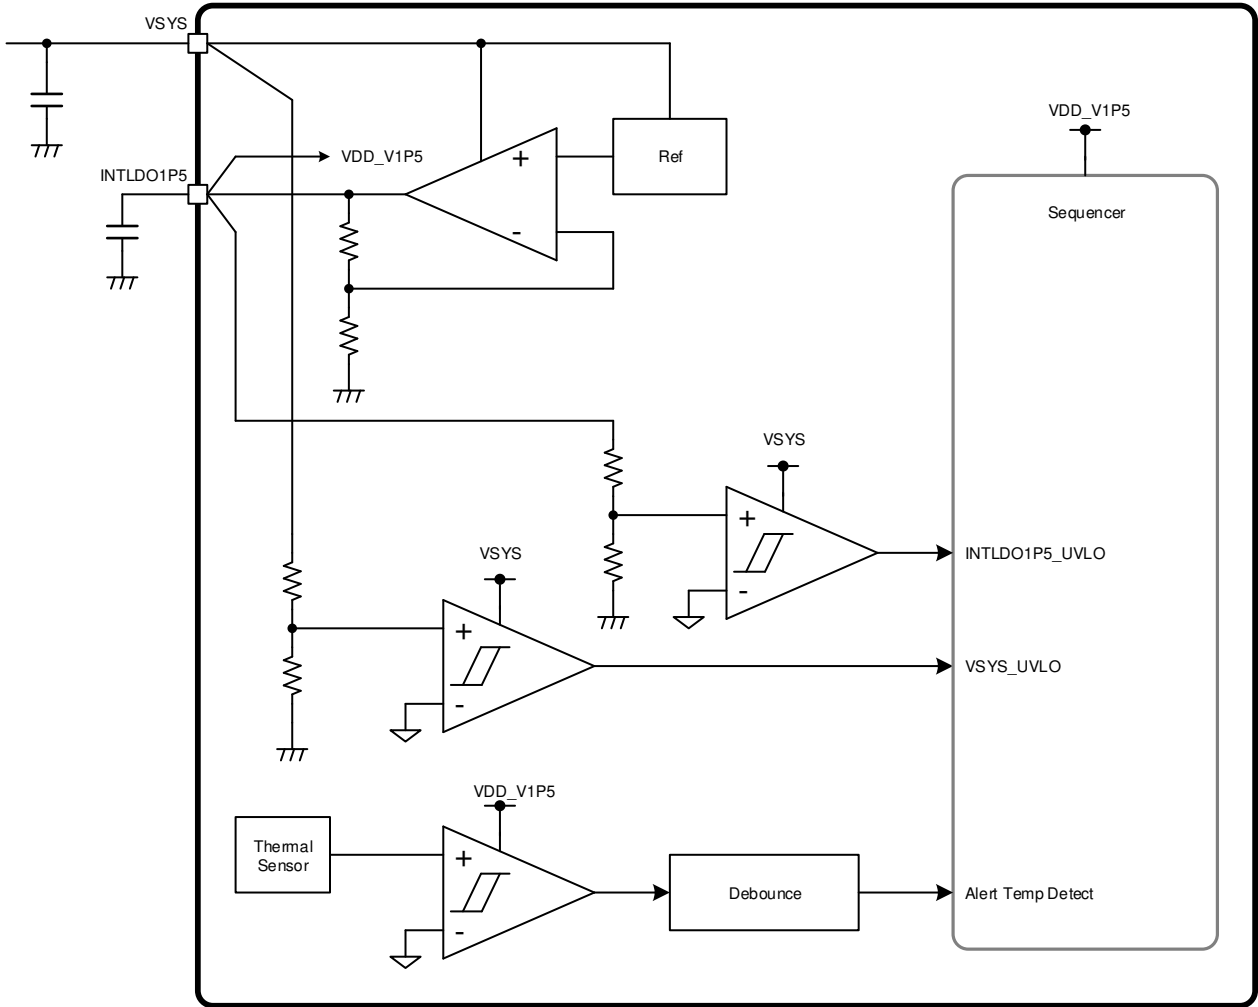 VSYS
VDD_V1P5
Ref
+
-
INTLDO1P5
VDD_V1P5
Sequencer
VSYS
+
-
INTLDO1P5_UVLO
VSYS
+
-
VSYS_UVLO
VDD_V1P5
Thermal
Sensor
+
-
Debounce
Alert Temp Detect